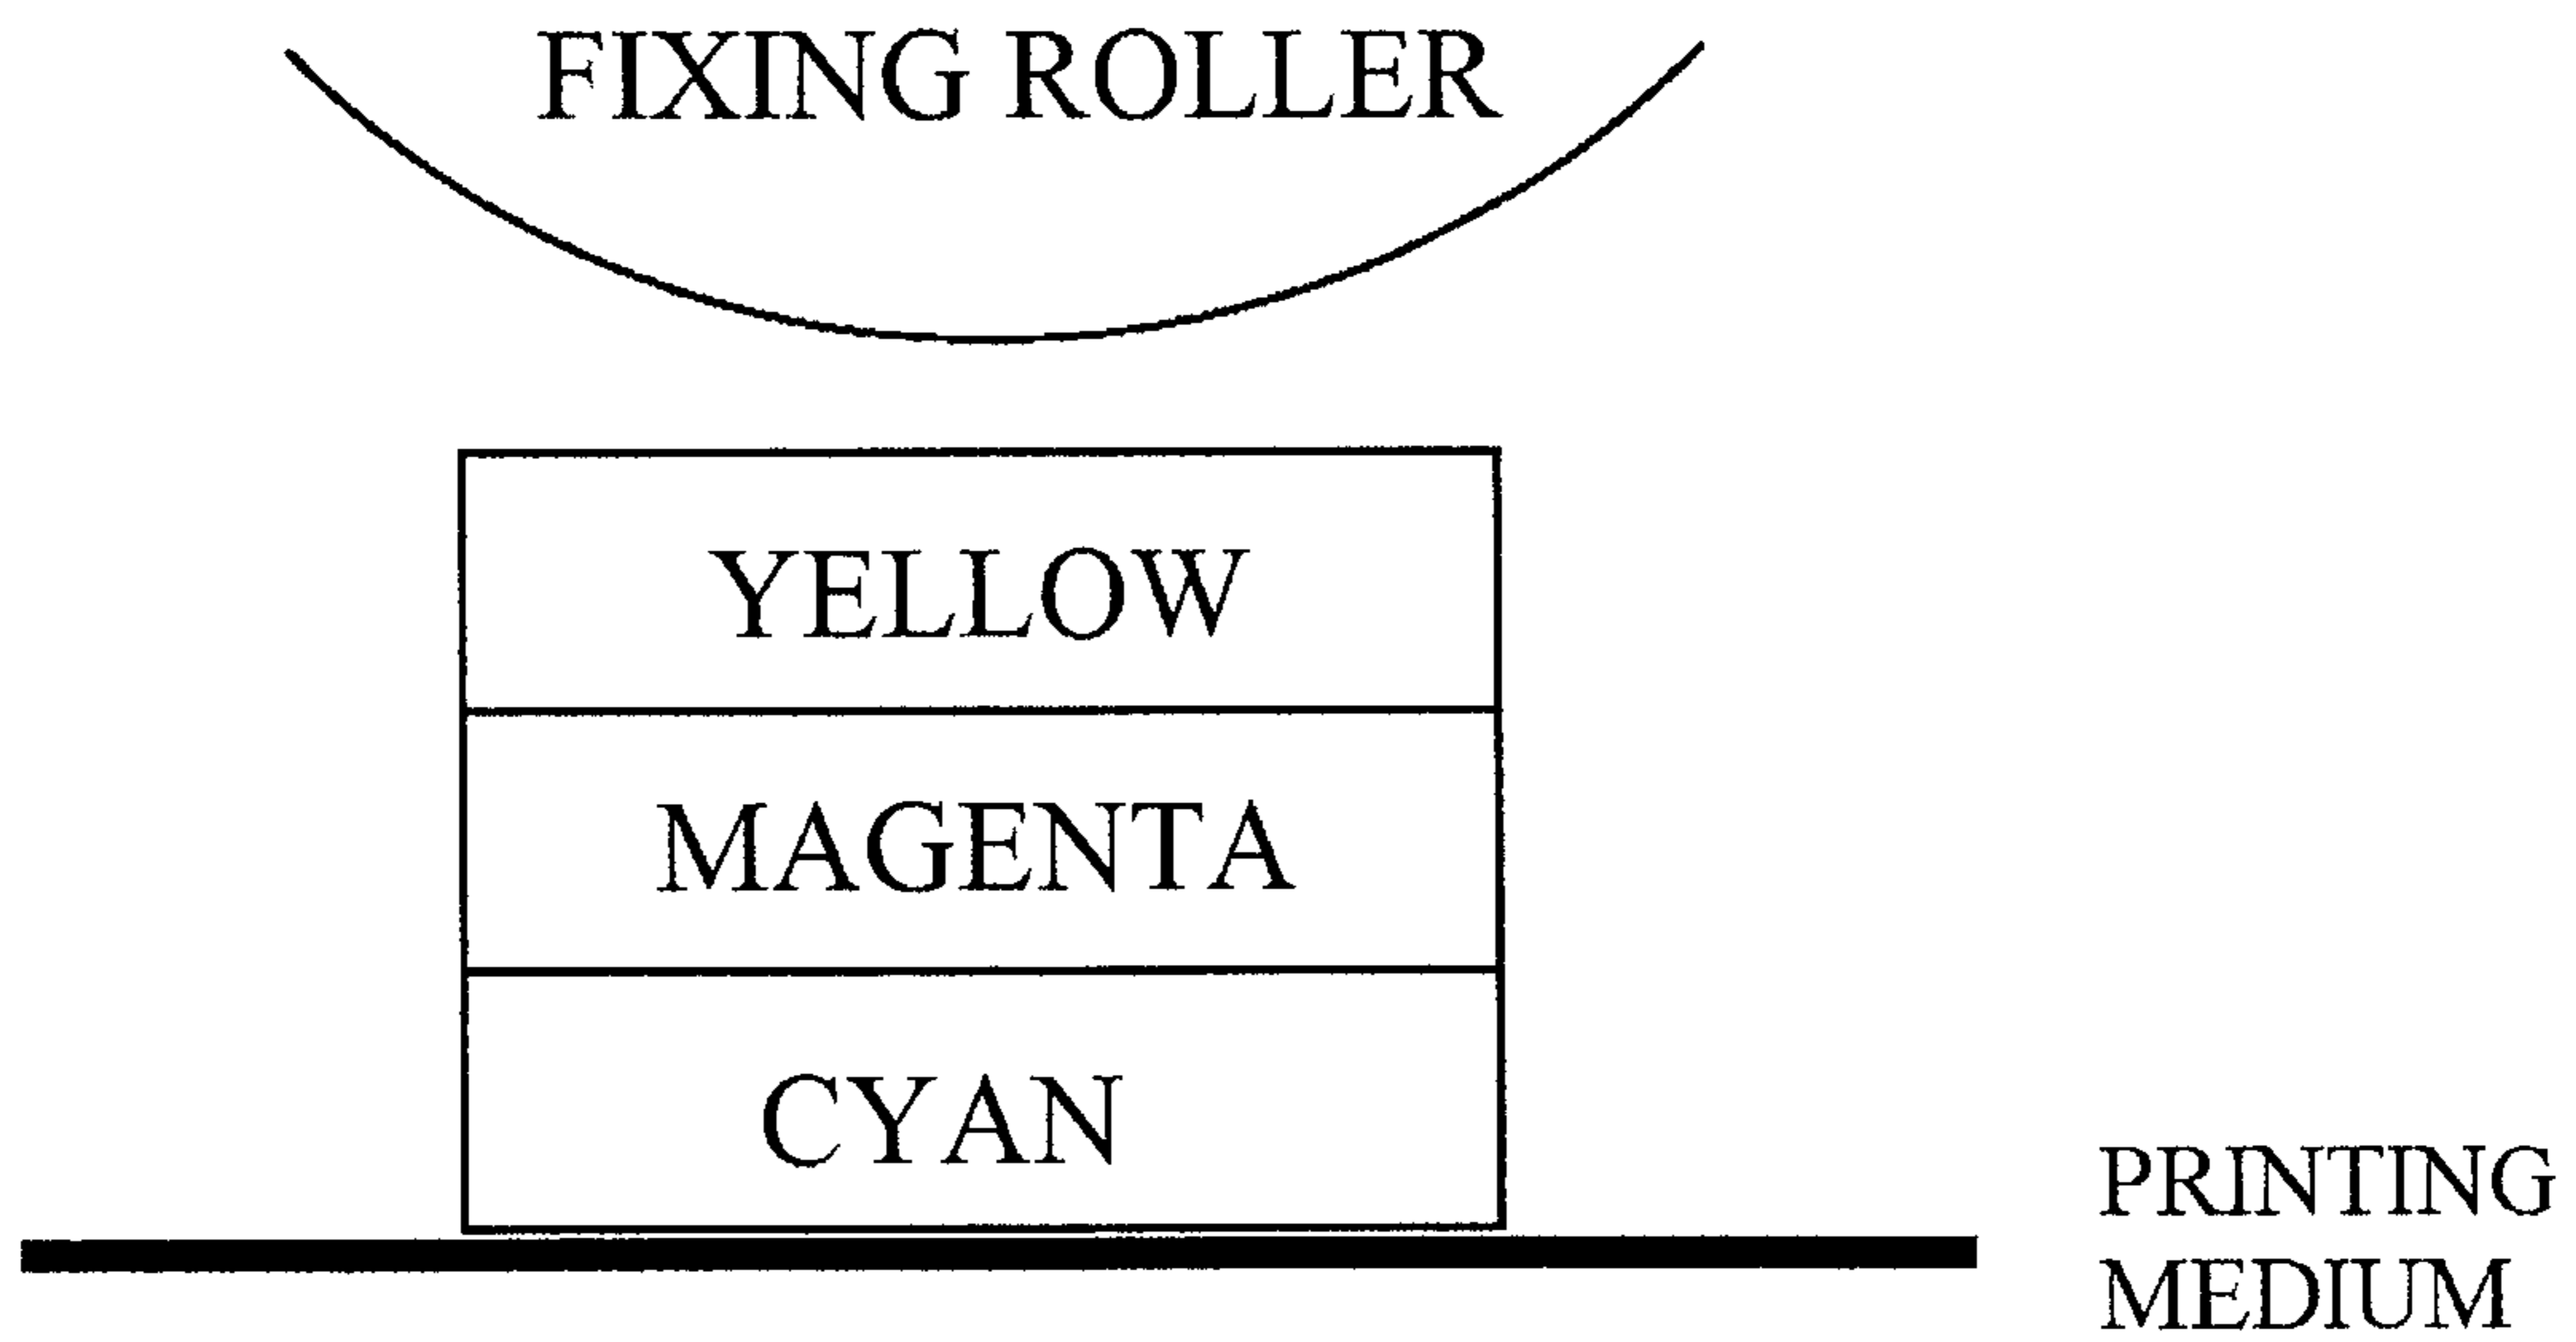 FIXING ROLLER
YELLOW
MAGENTA
CYAN
PRINTING
MEDIUM